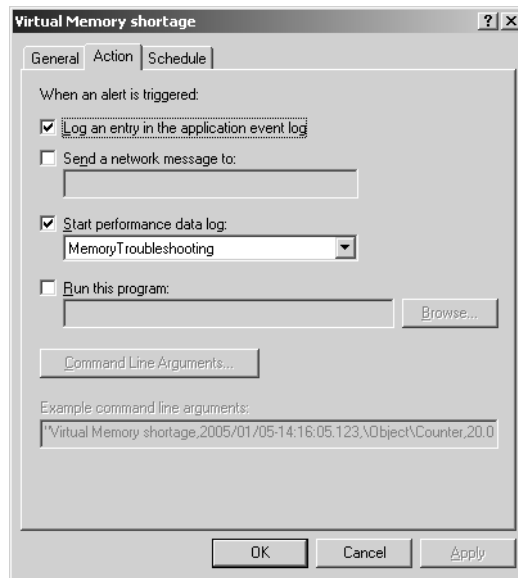 Virtual Memory shortage
General Action Schedule
When an alert is triggered:
Log an entry in the application event log
Send a network message to:
Start performance data log:
MemoryTroubleshooting
Run this program:
Browse...
Command Line Arguments...
Example command line arguments:
"Virtual Memory shortage,2005/01/05-14:16:05.123,\Object\Counter,20.0
OK Cancel Apply